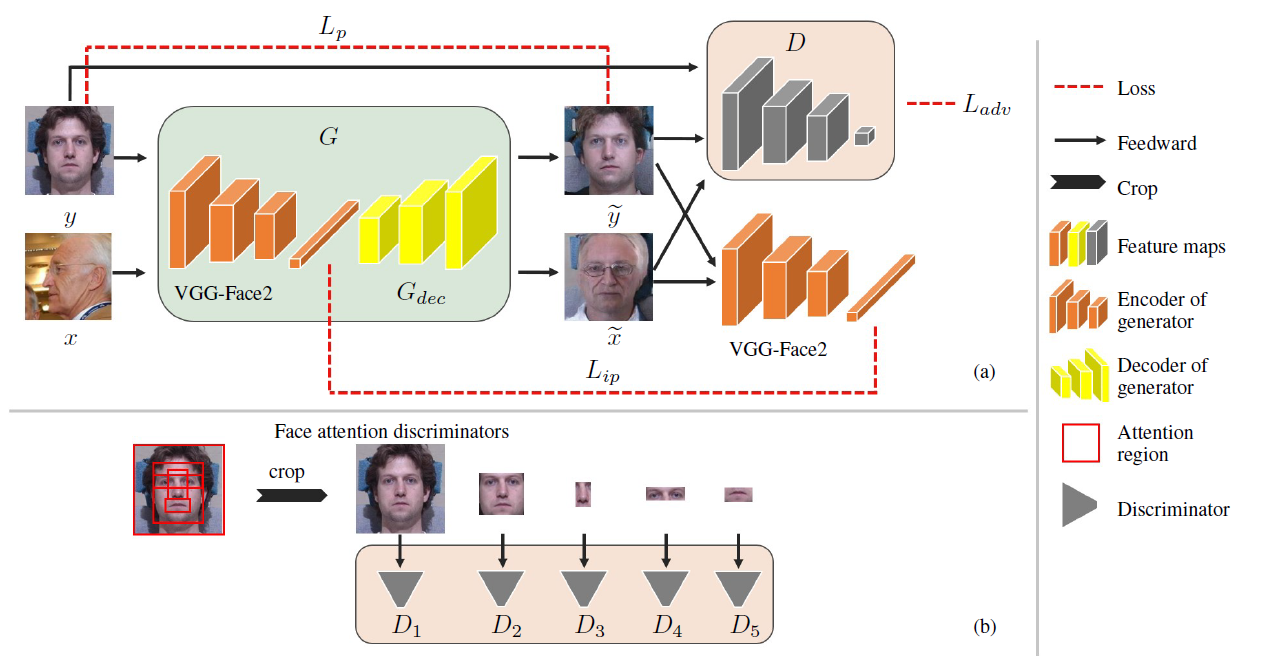 L_p
D
L_adv
Loss
G
Feedward
Crop
y
ỹ
Feature maps
VGG-Face2
G_dec
Encoder of
generator
x
x̃
VGG-Face2
L_ip
(a)
Decoder of
generator
Face attention discriminators
crop
Attention
region
Discriminator
D_1
D_2
D_3
D_4
D_5
(b)